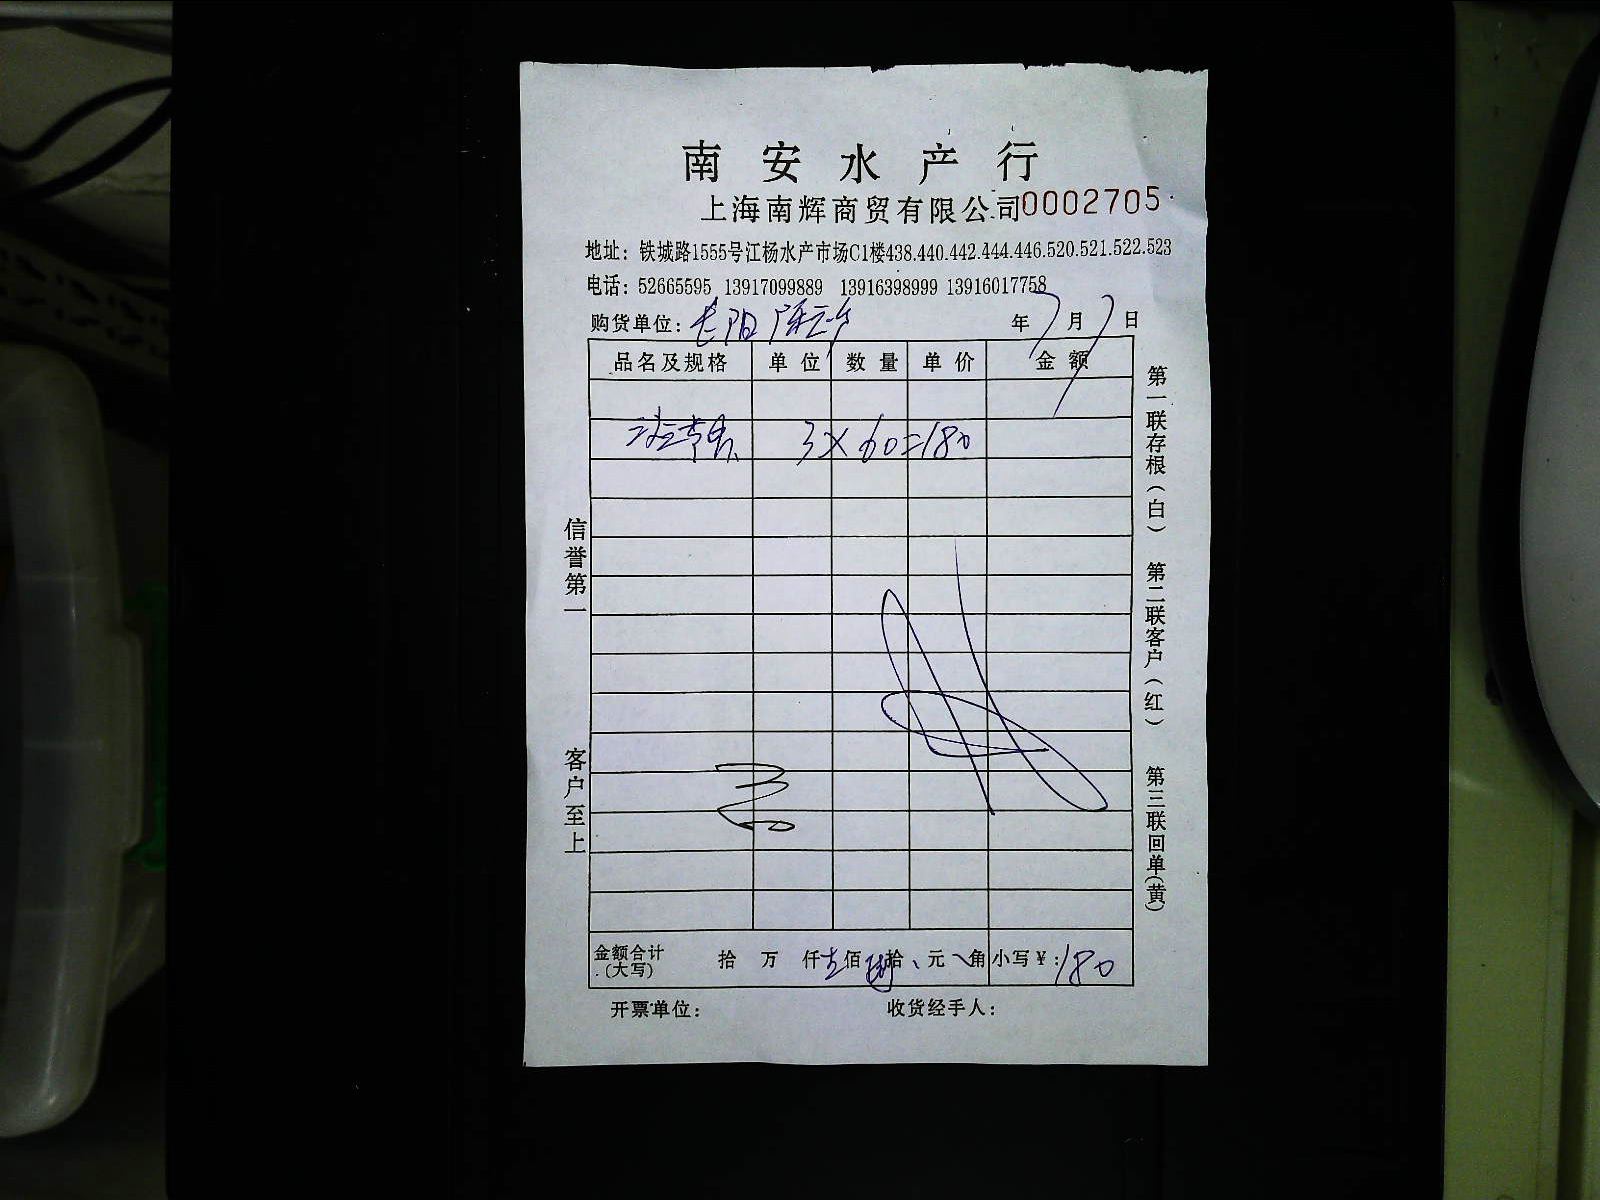 南安水产行
上海南辉商贸有限公司0002705
地址：铁城路1555号江杨水产市场C1楼438.440.442.444.446.520.521.522.523
电话：52665595 13917099889 13916398999 13916017758
购货单位：
年7月7日
品名及规格 单位 数量 单价 金额
3×60=180
金额合计(大写) 拾 万 仟 壹佰 捌拾 元 角 小写￥：180
开票单位： 收货经手人：
信誉第一 客户至上
第一联存根（白） 第二联客户（红） 第三联回单（黄）